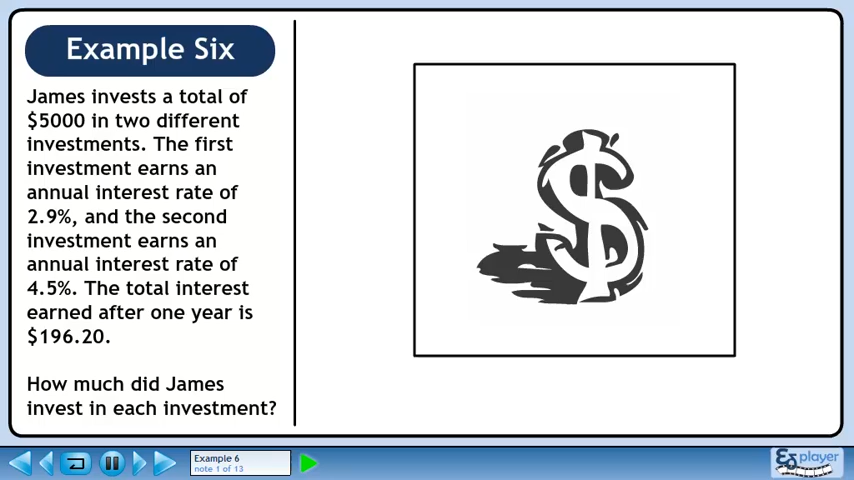 Example Six
James invests a total of
$5000 in two different
investments. The first
investment earns an
annual interest rate of
2.9%, and the second
investment earns an
annual interest rate of
4.5%. The total interest
earned after one year is
$196.20.
How much did James
invest in each investment?
$
Example 6
note 1 of 13
player